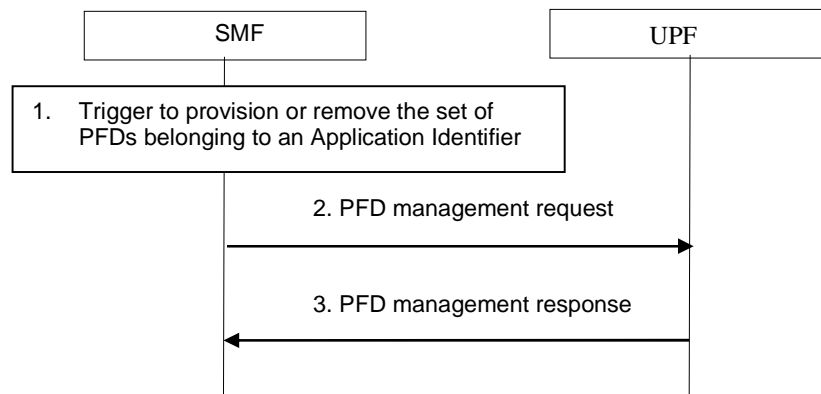 SMF
UPF
1. Trigger to provision or remove the set of
PFDs belonging to an Application Identifier
2. PFD management request
3. PFD management response